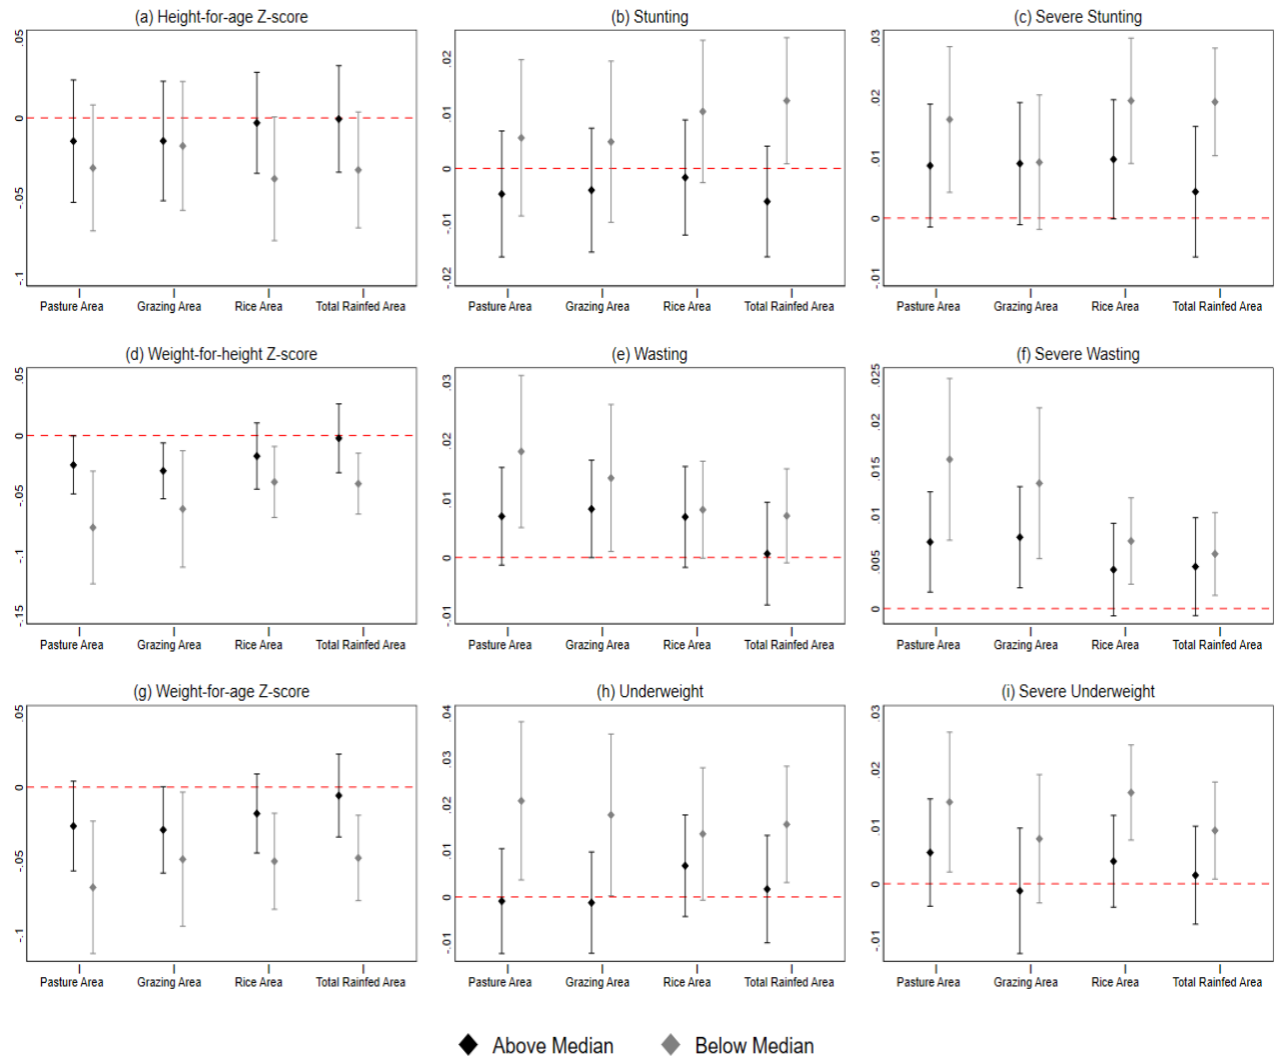 (a) Height-for-age Z-score
.05
0
-.05
-.1
Pasture Area Grazing Area Rice Area Total Rainfed Area
(b) Stunting
.02
.01
0
-.01
-.02
Pasture Area Grazing Area Rice Area Total Rainfed Area
(c) Severe Stunting
.03
.02
.01
0
-.01
Pasture Area Grazing Area Rice Area Total Rainfed Area
(d) Weight-for-height Z-score
.05
0
-.05
-.1
-.15
Pasture Area Grazing Area Rice Area Total Rainfed Area
(e) Wasting
.03
.02
.01
0
-.01
Pasture Area Grazing Area Rice Area Total Rainfed Area
(f) Severe Wasting
.025
.02
.015
.01
.005
0
Pasture Area Grazing Area Rice Area Total Rainfed Area
(g) Weight-for-age Z-score
.05
0
-.05
-.1
Pasture Area Grazing Area Rice Area Total Rainfed Area
(h) Underweight
.04
.03
.02
.01
0
-.01
Pasture Area Grazing Area Rice Area Total Rainfed Area
(i) Severe Underweight
.03
.02
.01
0
-.01
Pasture Area Grazing Area Rice Area Total Rainfed Area
Above Median Below Median